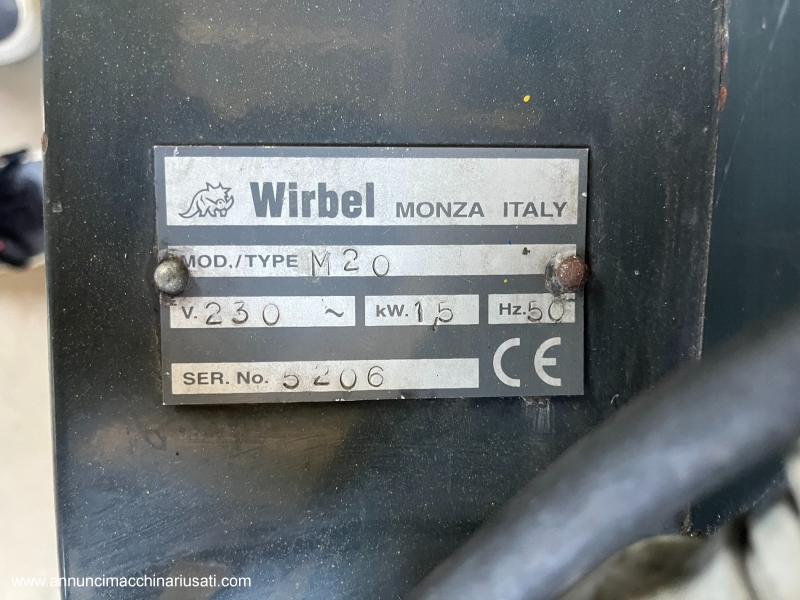 Wirbel MONZA ITALY
MOD./TYPE M20
V. 230 ~ kW. 1,5 Hz. 50
SER. No. 5206 CE
www.annuncimacchinariusati.com